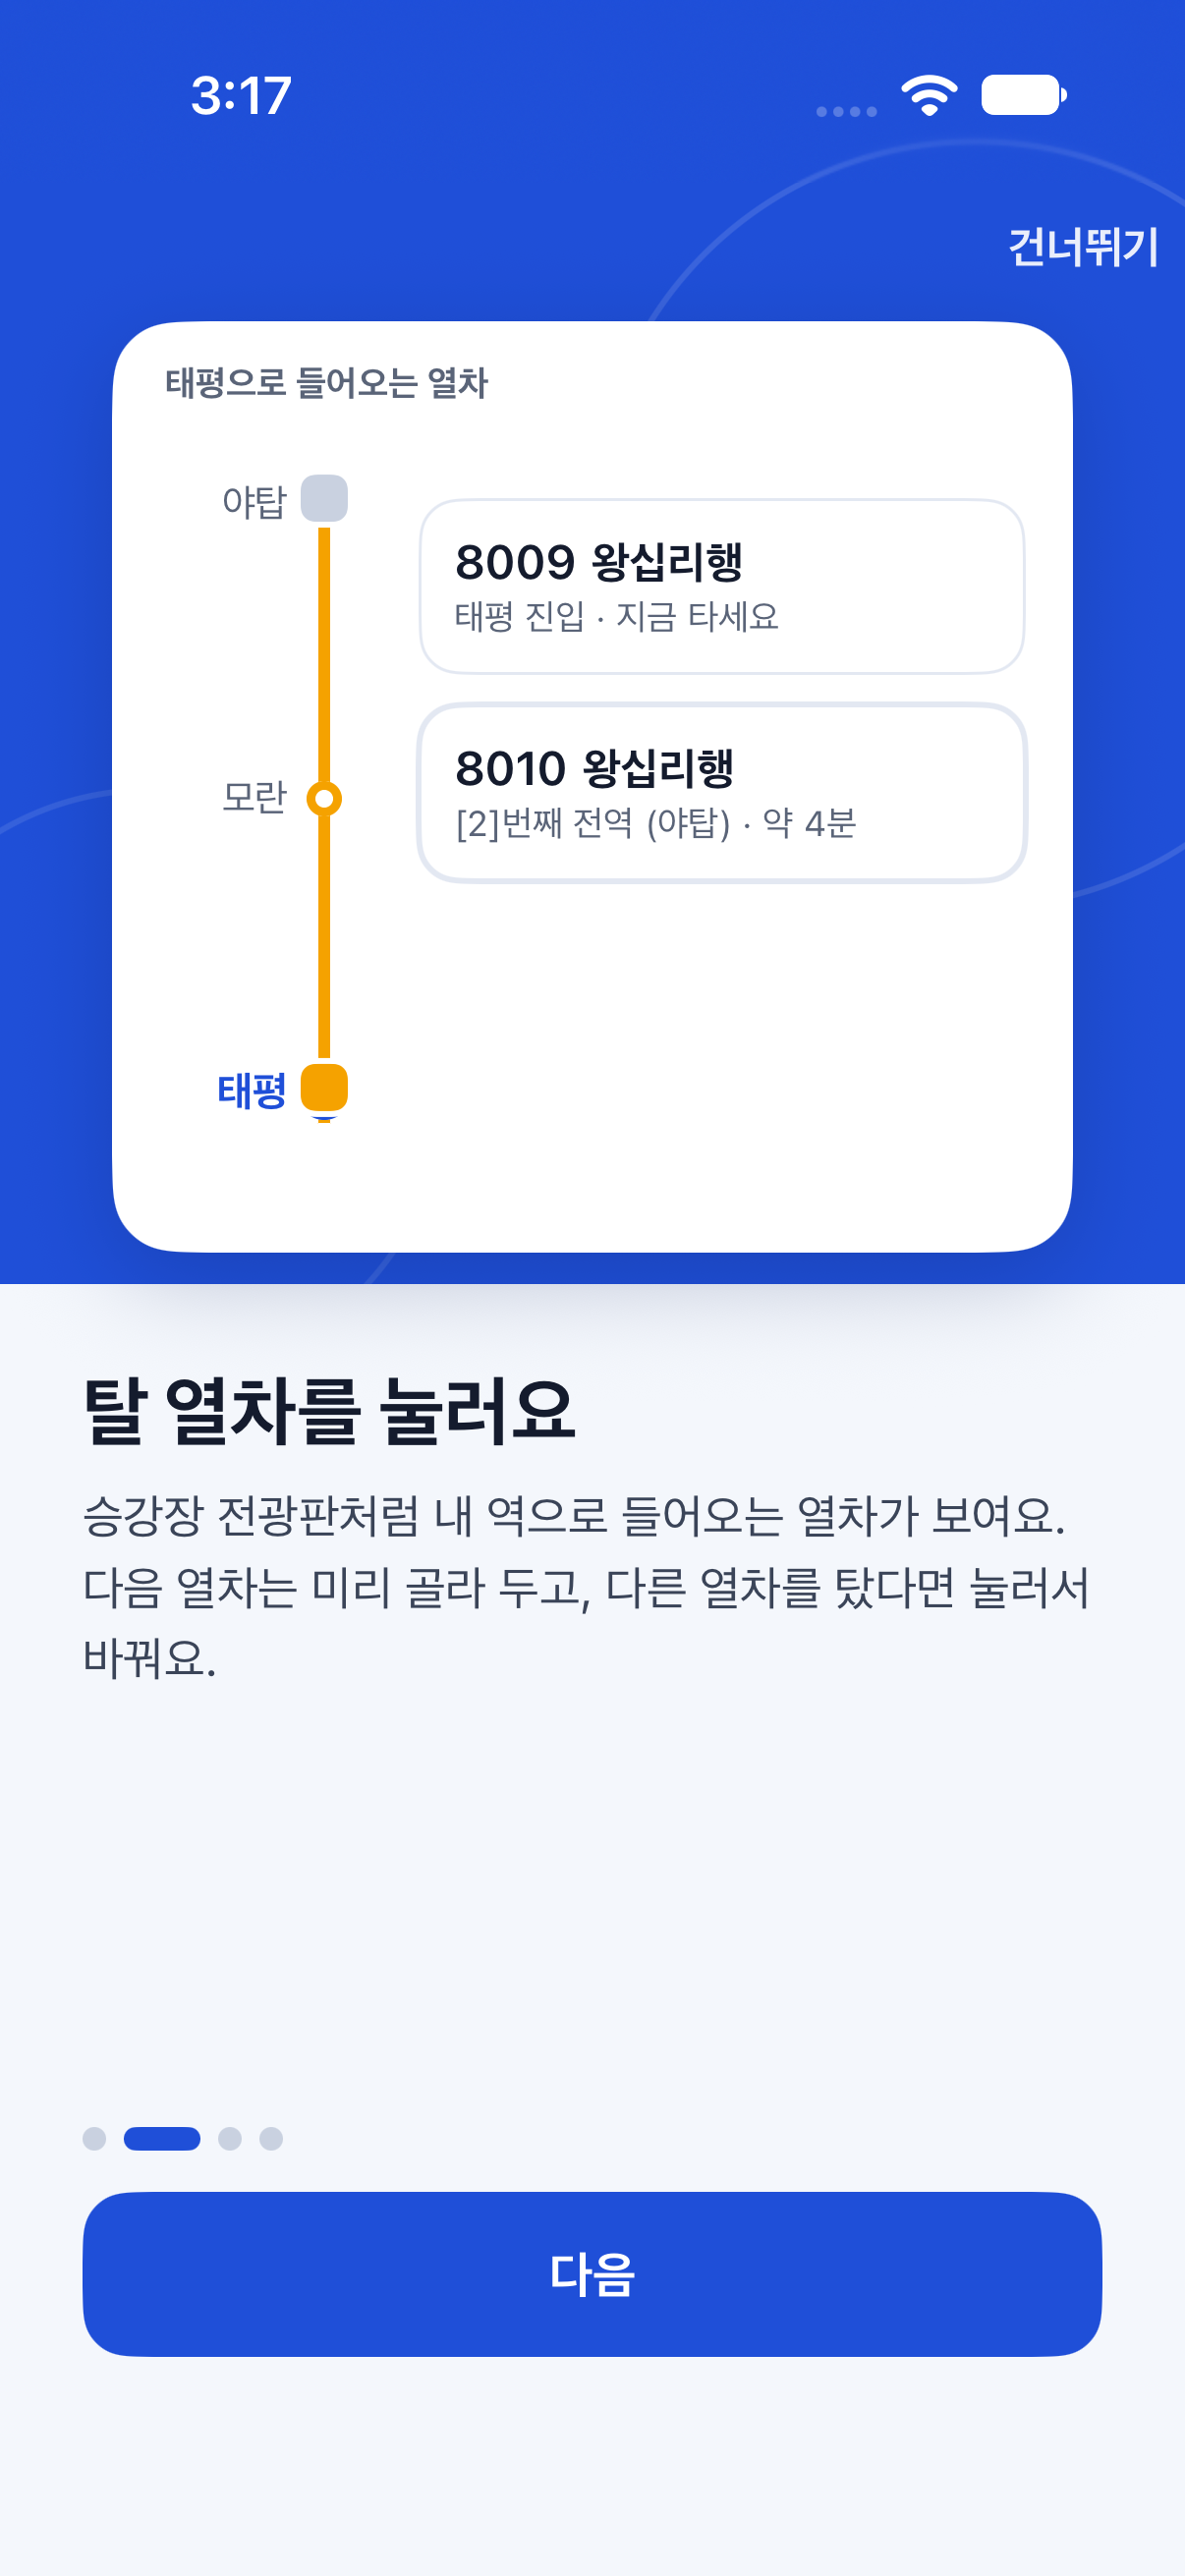 3:17
건너뛰기
태평으로 들어오는 열차
야탑
8009 왕십리행
태평 진입 · 지금 타세요
모란
8010 왕십리행
[2]번째 전역 (야탑) · 약 4분
태평
탈 열차를 눌러요
승강장 전광판처럼 내 역으로 들어오는 열차가 보여요.
다음 열차는 미리 골라 두고, 다른 열차를 탔다면 눌러서
바꿔요.
다음